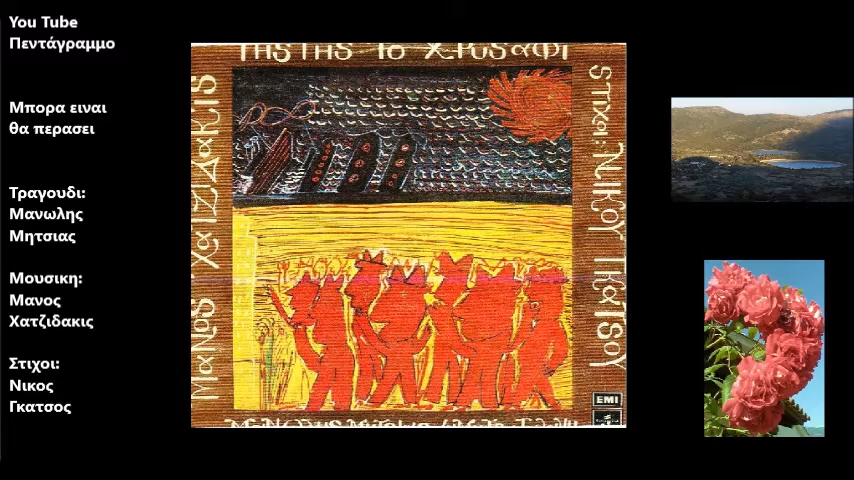 You Tube
Πεντάγραμμο
Μπορα ειναι
θα περασει
Τραγουδι:
Μανωλης
Μητσιας
Μουσικη:
Μανος
Χατζιδακις
Στιχοι:
Νικος
Γκατσος
ΤΗΣ ΓΗΣ ΤΟ ΧΡΥΣαΦΙ
ΜαΝΟΣ ΧαΤΖΙΔαΚΙΣ
ΣΤΙΧΟΙ: ΝΙΚΟΥ ΓΚαΤΣΟΥ
EMI